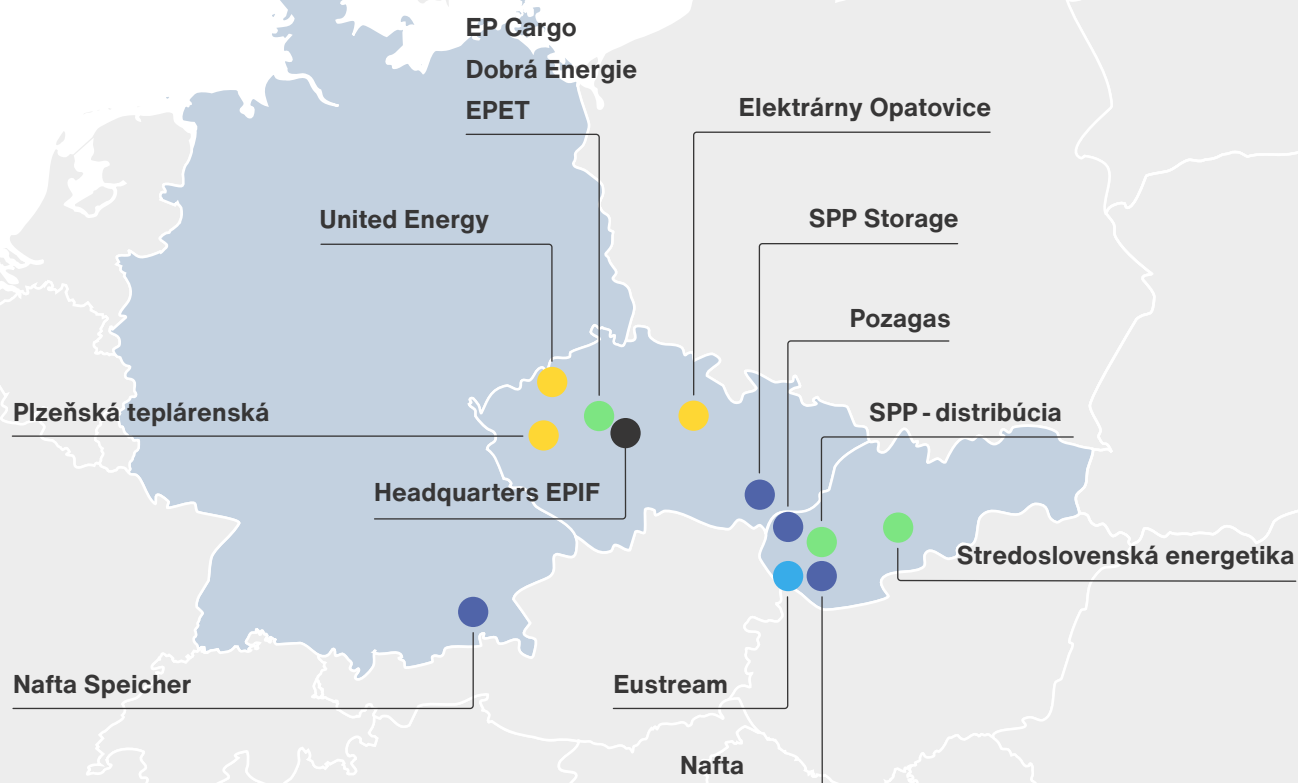 EP Cargo
Dobrá Energie
EPET
Elektrárny Opatovice
United Energy
SPP Storage
Pozagas
Plzeňská teplárenská
SPP - distribúcia
Headquarters EPIF
Stredoslovenská energetika
Nafta Speicher
Eustream
Nafta